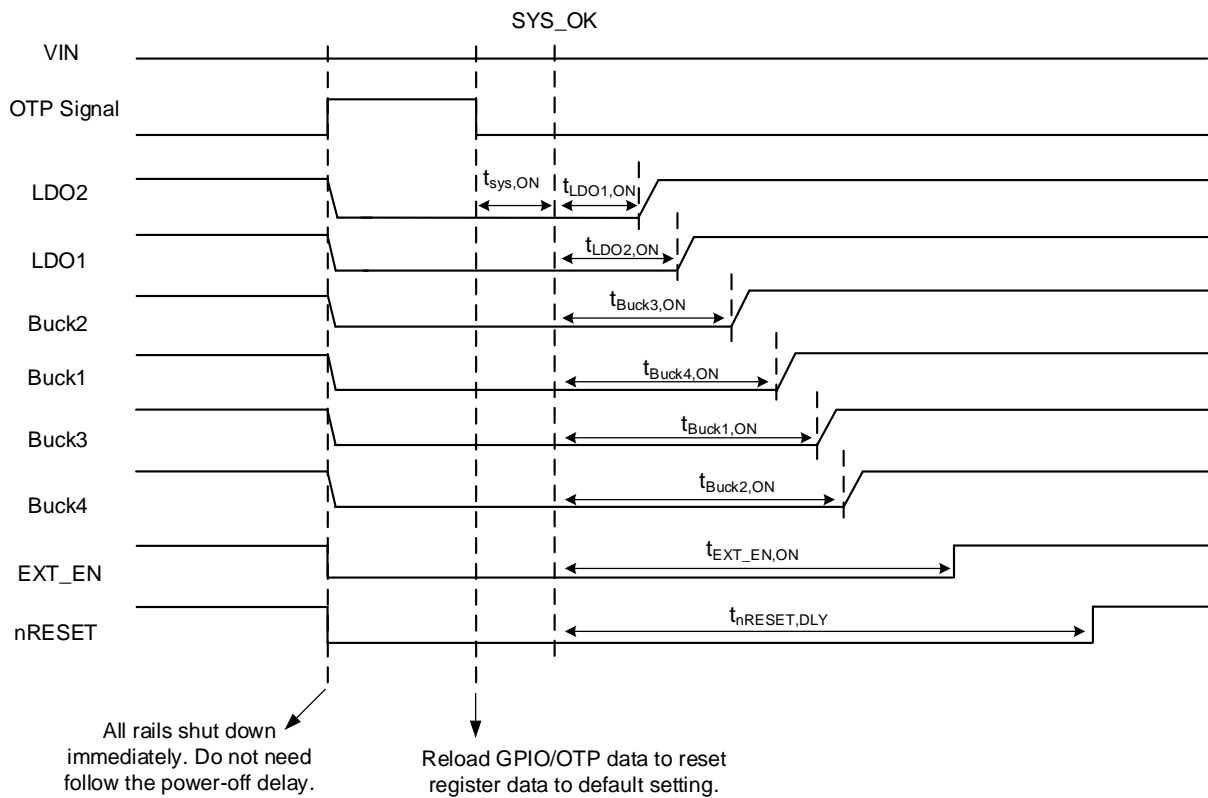 SYS_OK
VIN
OTP Signal
LDO2
tsys,ON
tLDO1,ON
LDO1
tLDO2,ON
Buck2
tBuck3,ON
Buck1
tBuck4,ON
Buck3
tBuck1,ON
Buck4
tBuck2,ON
EXT_EN
tEXT_EN,ON
nRESET
tnRESET,DLY
All rails shut down
immediately. Do not need
follow the power-off delay.
Reload GPIO/OTP data to reset
register data to default setting.